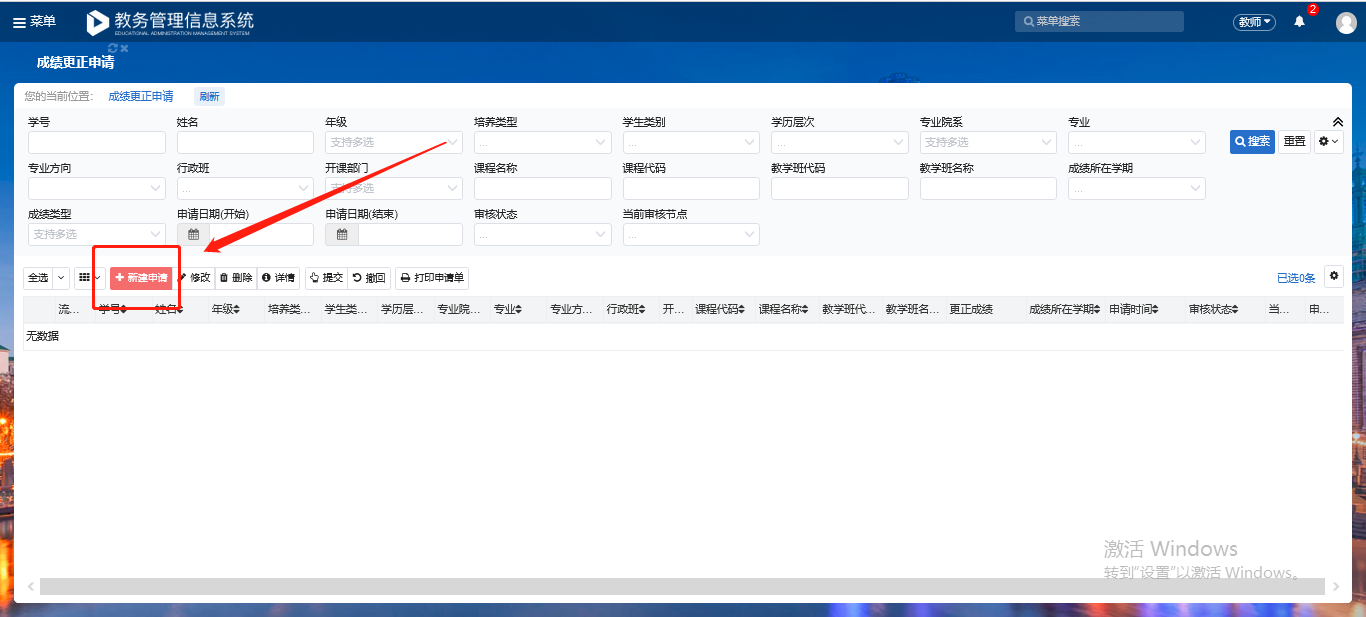 菜单
教务管理信息系统
EDUCATIONAL ADMINISTRATION MANAGEMENT SYSTEM
菜单搜索
教师
2
成绩更正申请
您的当前位置： 成绩更正申请 刷新
学号 姓名 年级 培养类型 学生类别 学历层次 专业院系 专业
支持多选 ... ... ... 支持多选 ...
搜索 重置
专业方向 行政班 开课部门 课程名称 课程代码 教学班代码 教学班名称 成绩所在学期
... 支持多选 ...
成绩类型 申请日期(开始) 申请日期(结束) 审核状态 当前审核节点
支持多选 ... ...
全选 新建申请 修改 删除 详情 提交 撤回 打印申请单 已选0条
流... 学号 姓名 年级 培养类... 学生类... 学历层... 专业院... 专业 专业方... 行政班 开... 课程代码 课程名称 教学班代... 教学班名... 更正成绩 成绩所在学期 申请时间 审核状态 当... 申...
无数据
激活 Windows
转到"设置"以激活 Windows。